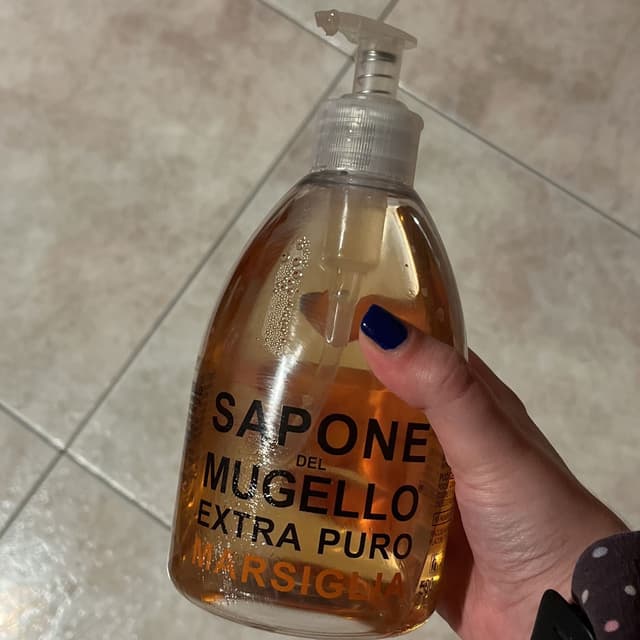 SAPONE
DEL
MUGELLO®
EXTRA PURO
MARSIGLIA